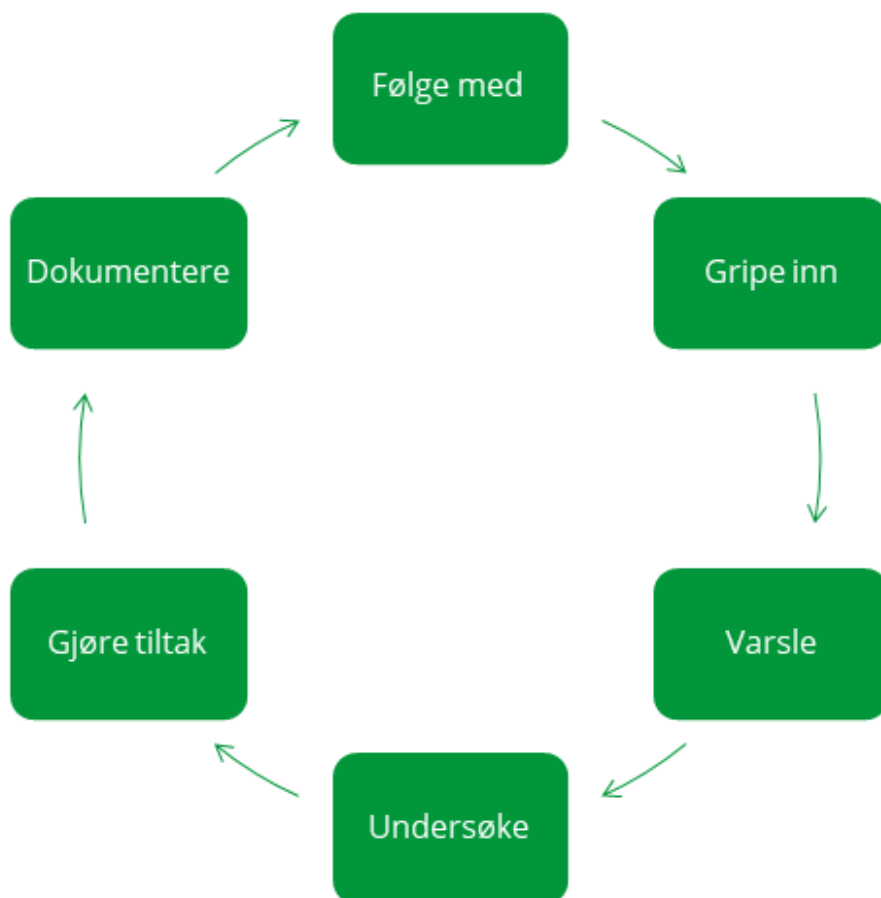 Følge med
Gripe inn
Varsle
Undersøke
Gjøre tiltak
Dokumentere